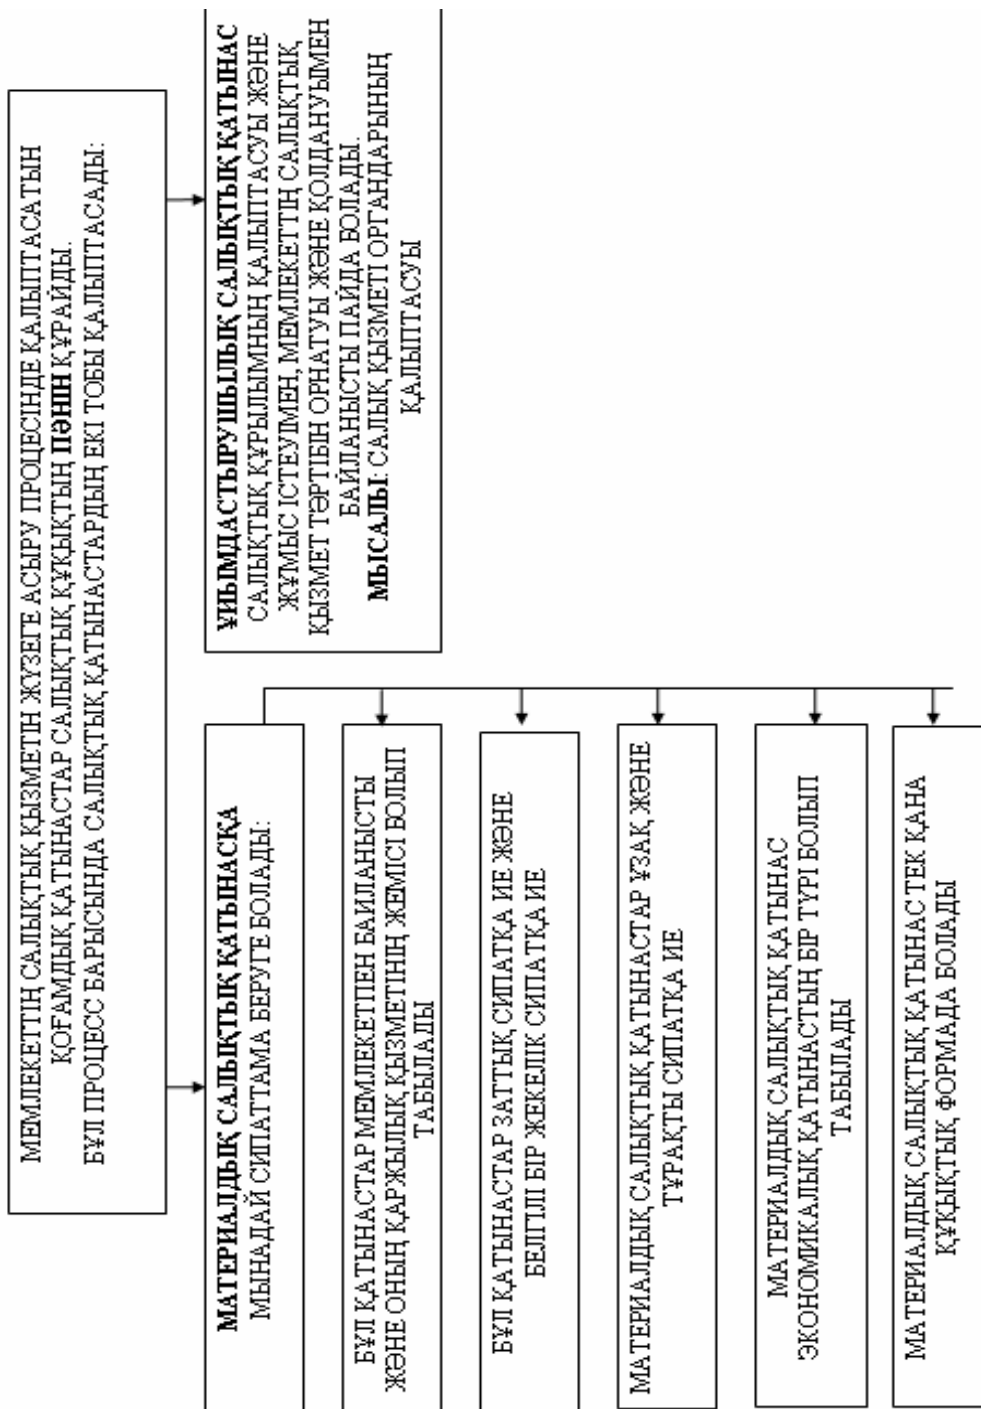 МЕМЛЕКЕТТІҢ САЛЫҚТЫҚ ҚЫЗМЕТІН ЖҮЗЕГЕ АСЫРУ ПРОЦЕСІНДЕ ҚАЛЫПТАСАТЫН
ҚОҒАМДЫҚ ҚАТЫНАСТАР САЛЫҚТЫҚ ҚҰҚЫҚТЫҢ ПӘНІН ҚҰРАЙДЫ.
БҰЛ ПРОЦЕСС БАРЫСЫНДА САЛЫҚТЫҚ ҚАТЫНАСТАРДЫҢ ЕКІ ТОБЫ ҚАЛЫПТАСАДЫ:
МАТЕРИАЛДЫҚ САЛЫҚТЫҚ ҚАТЫНАСҚА
МЫНАДАЙ СИПАТТАМА БЕРУГЕ БОЛАДЫ:
БҰЛ ҚАТЫНАСТАР МЕМЛЕКЕТПЕН БАЙЛАНЫСТЫ
ЖӘНЕ ОНЫҢ ҚАРЖЫЛЫҚ ҚЫЗМЕТІНІҢ ЖЕМІСІ БОЛЫП
ТАБЫЛАДЫ
БҰЛ ҚАТЫНАСТАР ЗАТТЫҚ СИПАТҚА ИЕ ЖӘНЕ
БЕЛГІЛІ БІР ЖЕКЕЛІК СИПАТҚА ИЕ
МАТЕРИАЛДЫҚ САЛЫҚТЫҚ ҚАТЫНАСТАР ҰЗАҚ ЖӘНЕ
ТҰРАҚТЫ СИПАТҚА ИЕ
МАТЕРИАЛДЫҚ САЛЫҚТЫҚ ҚАТЫНАС
ЭКОНОМИКАЛЫҚ ҚАТЫНАСТЫҢ БІР ТҮРІ БОЛЫП
ТАБЫЛАДЫ
МАТЕРИАЛДЫҚ САЛЫҚТЫҚ ҚАТЫНАС ТЕК ҚАНА
ҚҰҚЫҚТЫҚ ФОРМАДА БОЛАДЫ
ҰЙЫМДАСТЫРУШЫЛЫҚ САЛЫҚТЫҚ ҚАТЫНАС
САЛЫҚТЫҚ ҚҰРЫЛЫМНЫҢ ҚАЛЫПТАСУЫ ЖӘНЕ
ЖҰМЫС ІСТЕУІМЕН, МЕМЛЕКЕТТІҢ САЛЫҚТЫҚ
ҚЫЗМЕТ ТӘРТІБІН ОРНАТУЫ ЖӘНЕ ҚОЛДАНУЫМЕН
БАЙЛАНЫСТЫ ПАЙДА БОЛАДЫ.
МЫСАЛЫ: САЛЫҚ ҚЫЗМЕТІ ОРГАНДАРЫНЫҢ
ҚАЛЫПТАСУЫ